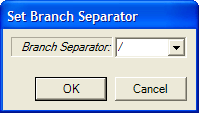 Set Branch Separator
Branch Separator: /
OK Cancel